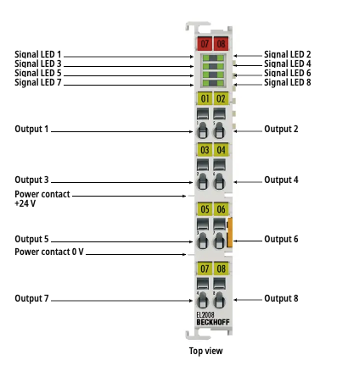 07 08
Signal LED 1
Signal LED 2
Signal LED 3
Signal LED 4
Signal LED 5
Signal LED 6
Signal LED 7
Signal LED 8
01 02
Output 1
Output 2
03 04
Output 3
Output 4
Power contact
+24 V
05 06
Output 5
Output 6
Power contact 0 V
07 08
Output 7
Output 8
EL2008
BECKHOFF
Top view